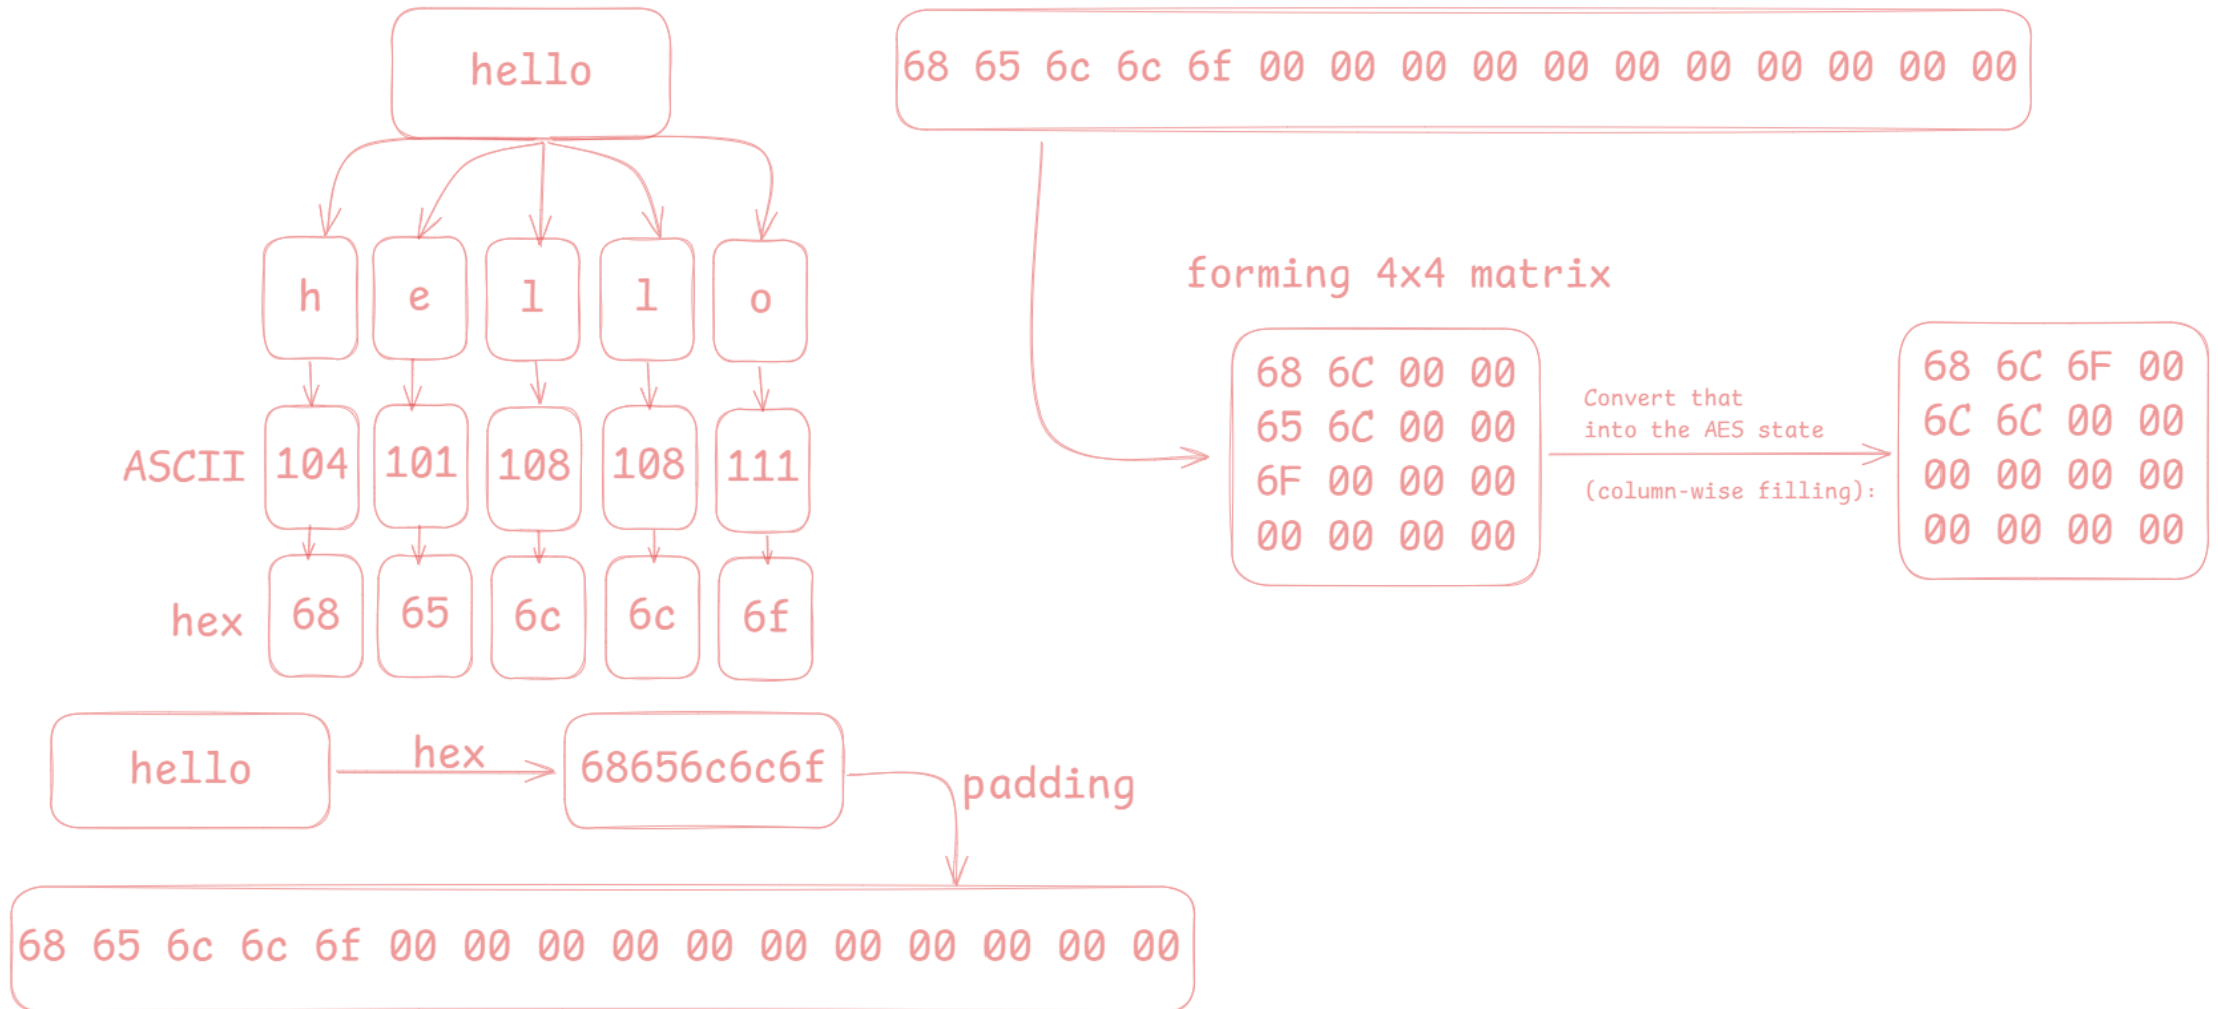 hello
h e l l o
ASCII 104 101 108 108 111
hex 68 65 6c 6c 6f
hello hex 68656c6c6f padding
68 65 6c 6c 6f 00 00 00 00 00 00 00 00 00 00 00
68 65 6c 6c 6f 00 00 00 00 00 00 00 00 00 00 00
forming 4x4 matrix
68 6C 00 00
65 6C 00 00
6F 00 00 00
00 00 00 00
Convert that
into the AES state
(column-wise filling):
68 6C 6F 00
6C 6C 00 00
00 00 00 00
00 00 00 00